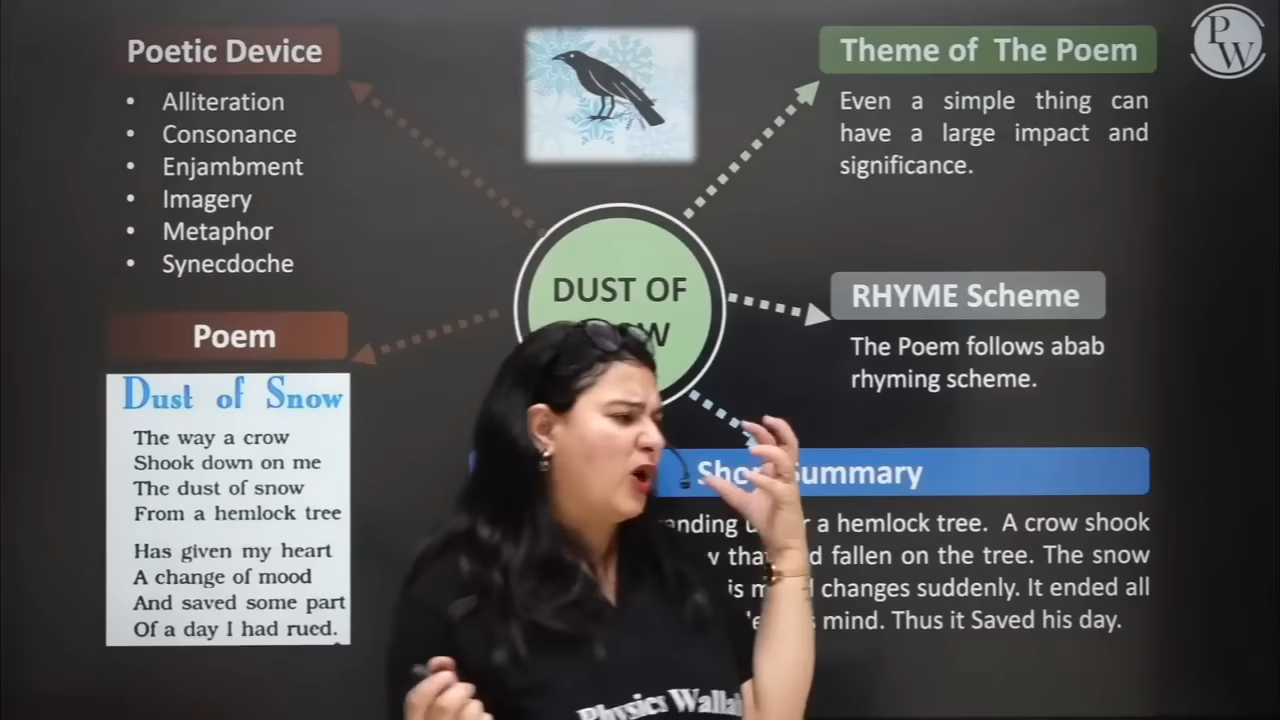 Poetic Device
• Alliteration
• Consonance
• Enjambment
• Imagery
• Metaphor
• Synecdoche
Theme of The Poem
Even a simple thing can
have a large impact and
significance.
PW
DUST OF
RHYME Scheme
The Poem follows abab
rhyming scheme.
Poem
Dust of Snow
The way a crow
Shook down on me
The dust of snow
From a hemlock tree
Has given my heart
A change of mood
And saved some part
Of a day I had rued.
Summary
a hemlock tree. A crow shook
fallen on the tree. The snow
changes suddenly. It ended all
mind. Thus it Saved his day.
Physics